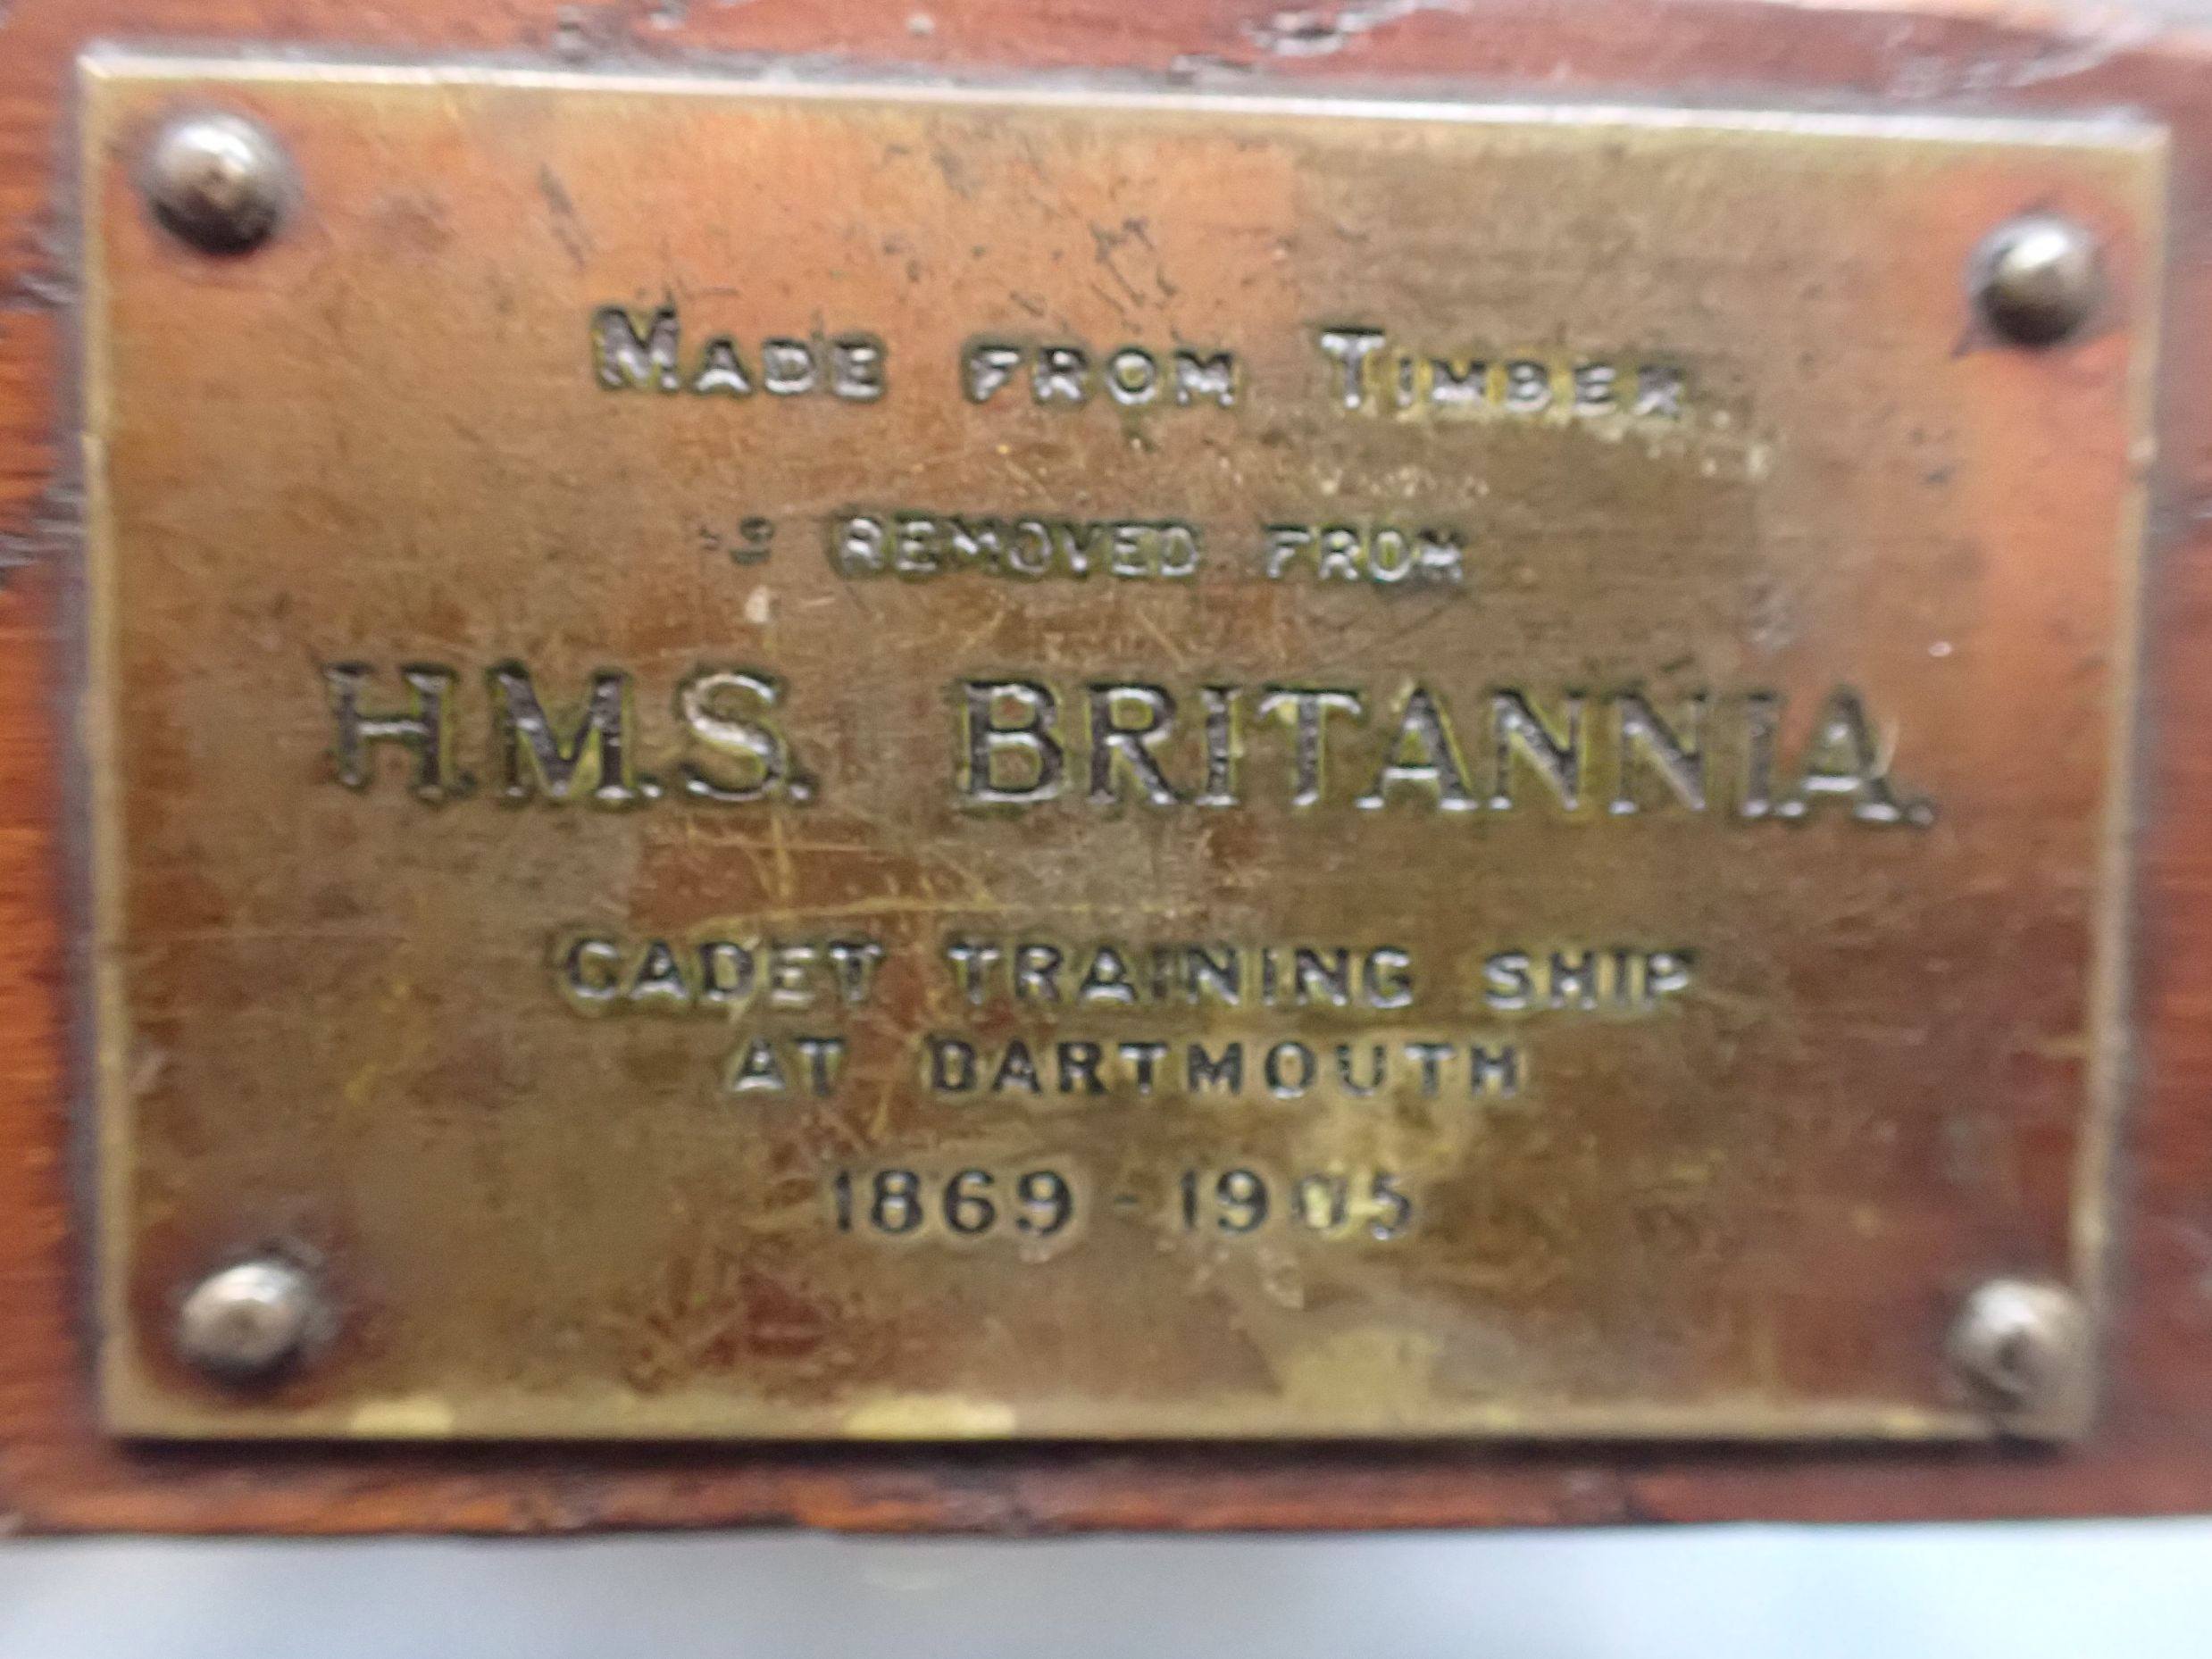 MADE FROM TIMBER
REMOVED FROM
H.M.S. BRITANNIA.
CADET TRAINING SHIP
AT DARTMOUTH
1869-1905